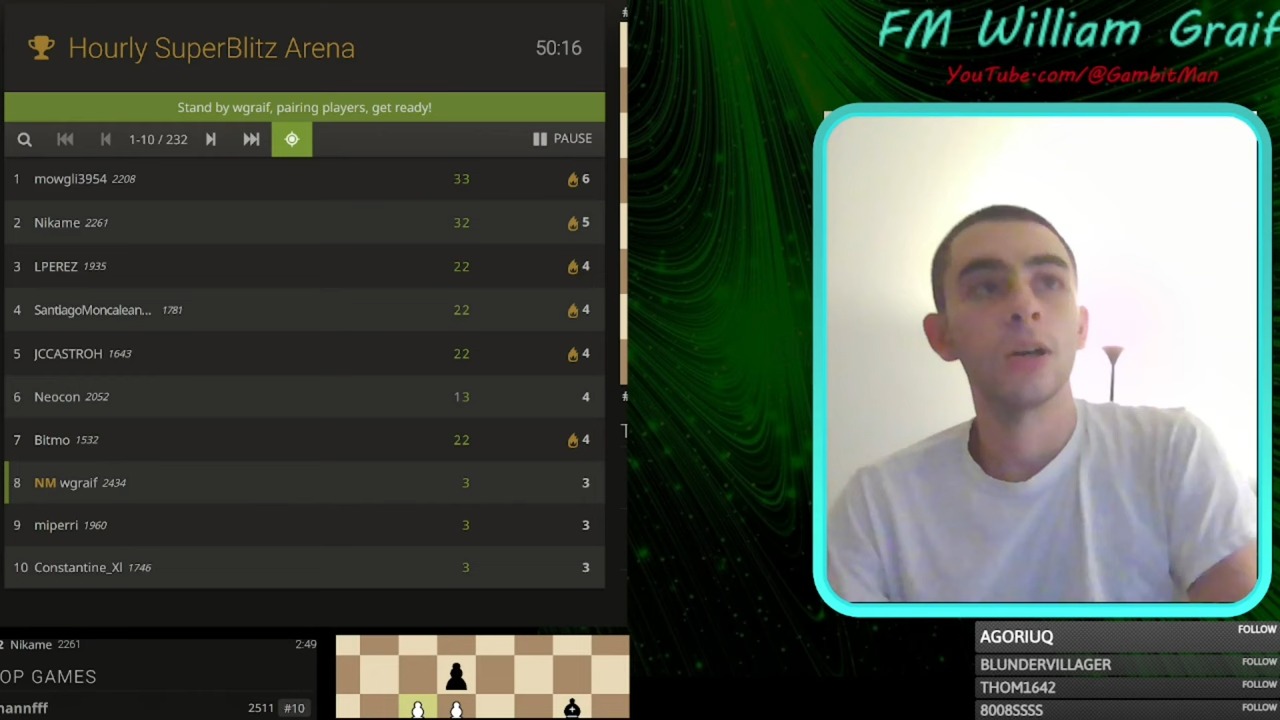 Hourly SuperBlitz Arena 50:16
Stand by wgraif, pairing players, get ready!
1-10 / 232 PAUSE
1 mowgli3954 2208 33 6
2 Nikame 2261 32 5
3 LPEREZ 1935 22 4
4 SantiagoMoncalean... 1781 22 4
5 JCCASTROH 1643 22 4
6 Neocon 2052 13 4
7 Bitmo 1532 22 4
8 NM wgraif 2434 3 3
9 miperri 1960 3 3
10 Constantine_Xl 1746 3 3
Nikame 2261 2:49
OP GAMES
nannfff 2511 #10
FM William Graif
YouTube.com/@GambitMan
AGORIUQ FOLLOW
BLUNDERVILLAGER FOLLOW
THOM1642 FOLLOW
8008SSSS FOLLOW